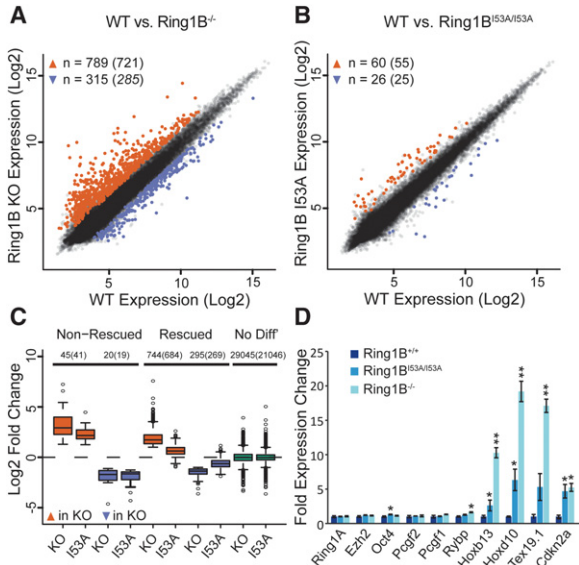 A
WT vs. Ring1B-/-
n = 789 (721)
n = 315 (285)
15
10
5
Ring1B KO Expression (Log2)
5
10
15
WT Expression (Log2)
B
WT vs. Ring1BI53A/I53A
n = 60 (55)
n = 26 (25)
15
10
5
Ring1B I53A Expression (Log2)
5
10
15
WT Expression (Log2)
C
Non-Rescued
Rescued
No Diff'
45(41)
20(19)
744(684)
295(269)
29045(21046)
10
5
0
-5
Log2 Fold Change
in KO
in KO
KO
I53A
KO
I53A
KO
I53A
KO
I53A
KO
I53A
D
Ring1B+/+
Ring1BI53A/I53A
Ring1B-/-
25
20
15
10
5
0
Fold Expression Change
*
*
*
**
*
**
**
*
*
Ring1A
Ezh2
Oct4
Pcgf2
Pcgf1
Rybp
Hoxb13
Hoxd10
Tex19.1
Cdkn2a